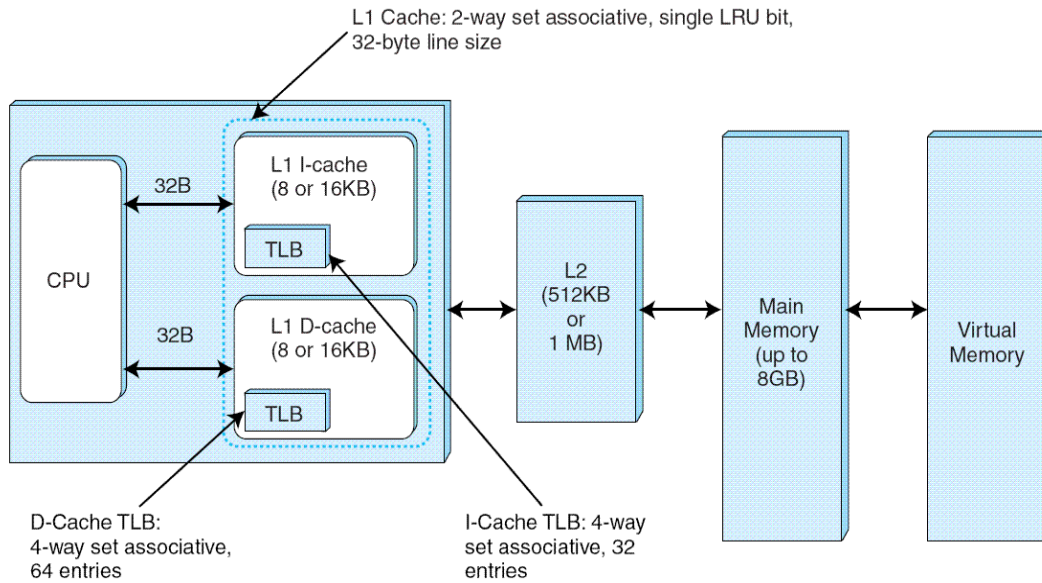 L1 Cache: 2-way set associative, single LRU bit,
32-byte line size
CPU
32B
32B
L1 I-cache
(8 or 16KB)
TLB
L1 D-cache
(8 or 16KB)
TLB
L2
(512KB
or
1 MB)
Main
Memory
(up to
8GB)
Virtual
Memory
D-Cache TLB:
4-way set associative,
64 entries
I-Cache TLB: 4-way
set associative, 32
entries